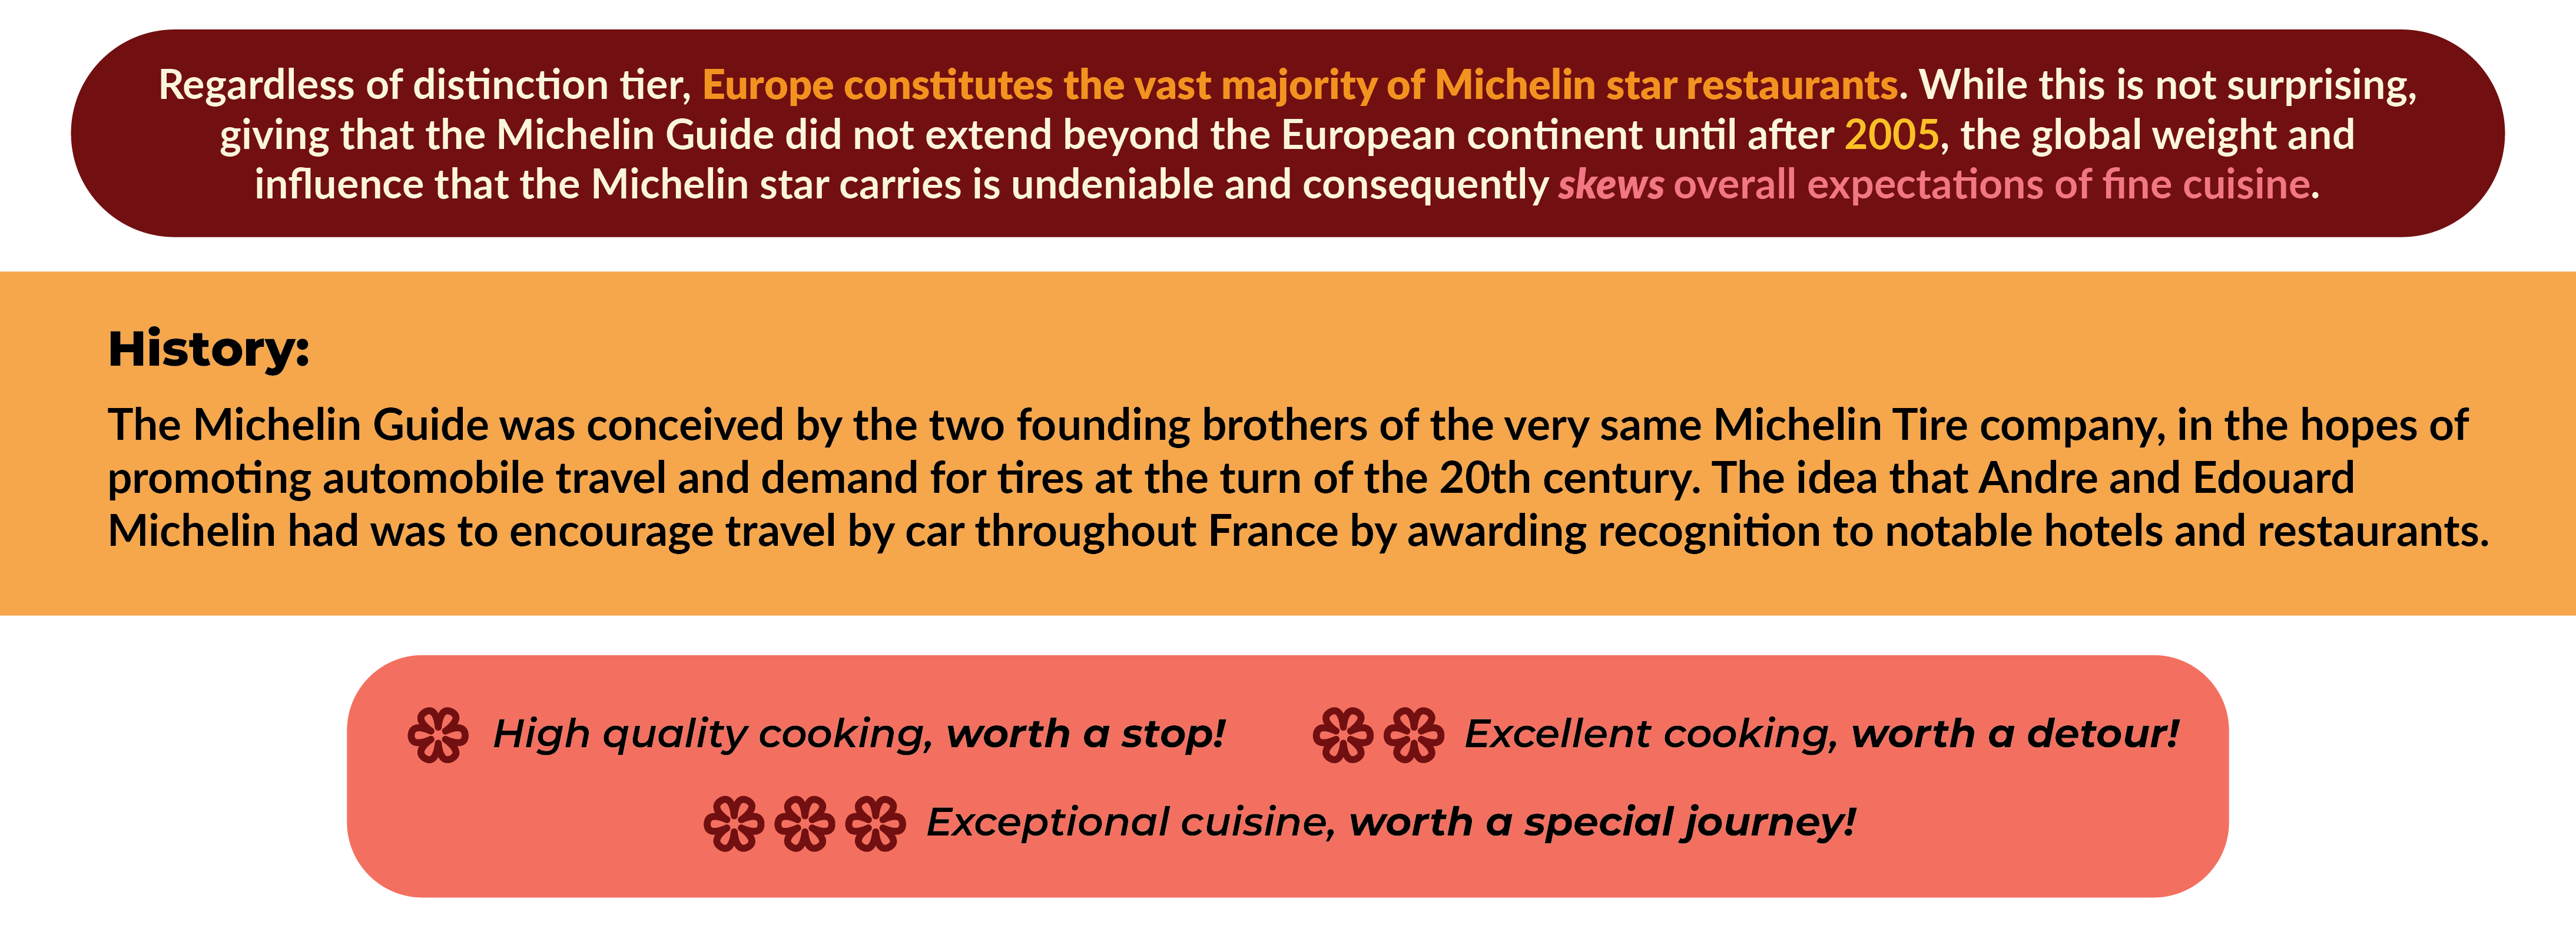 Regardless of distinction tier, Europe constitutes the vast majority of Michelin star restaurants. While this is not surprising,
giving that the Michelin Guide did not extend beyond the European continent until after 2005, the global weight and
influence that the Michelin star carries is undeniable and consequently skews overall expectations of fine cuisine.
History:
The Michelin Guide was conceived by the two founding brothers of the very same Michelin Tire company, in the hopes of
promoting automobile travel and demand for tires at the turn of the 20th century. The idea that Andre and Edouard
Michelin had was to encourage travel by car throughout France by awarding recognition to notable hotels and restaurants.
High quality cooking, worth a stop!
Excellent cooking, worth a detour!
Exceptional cuisine, worth a special journey!